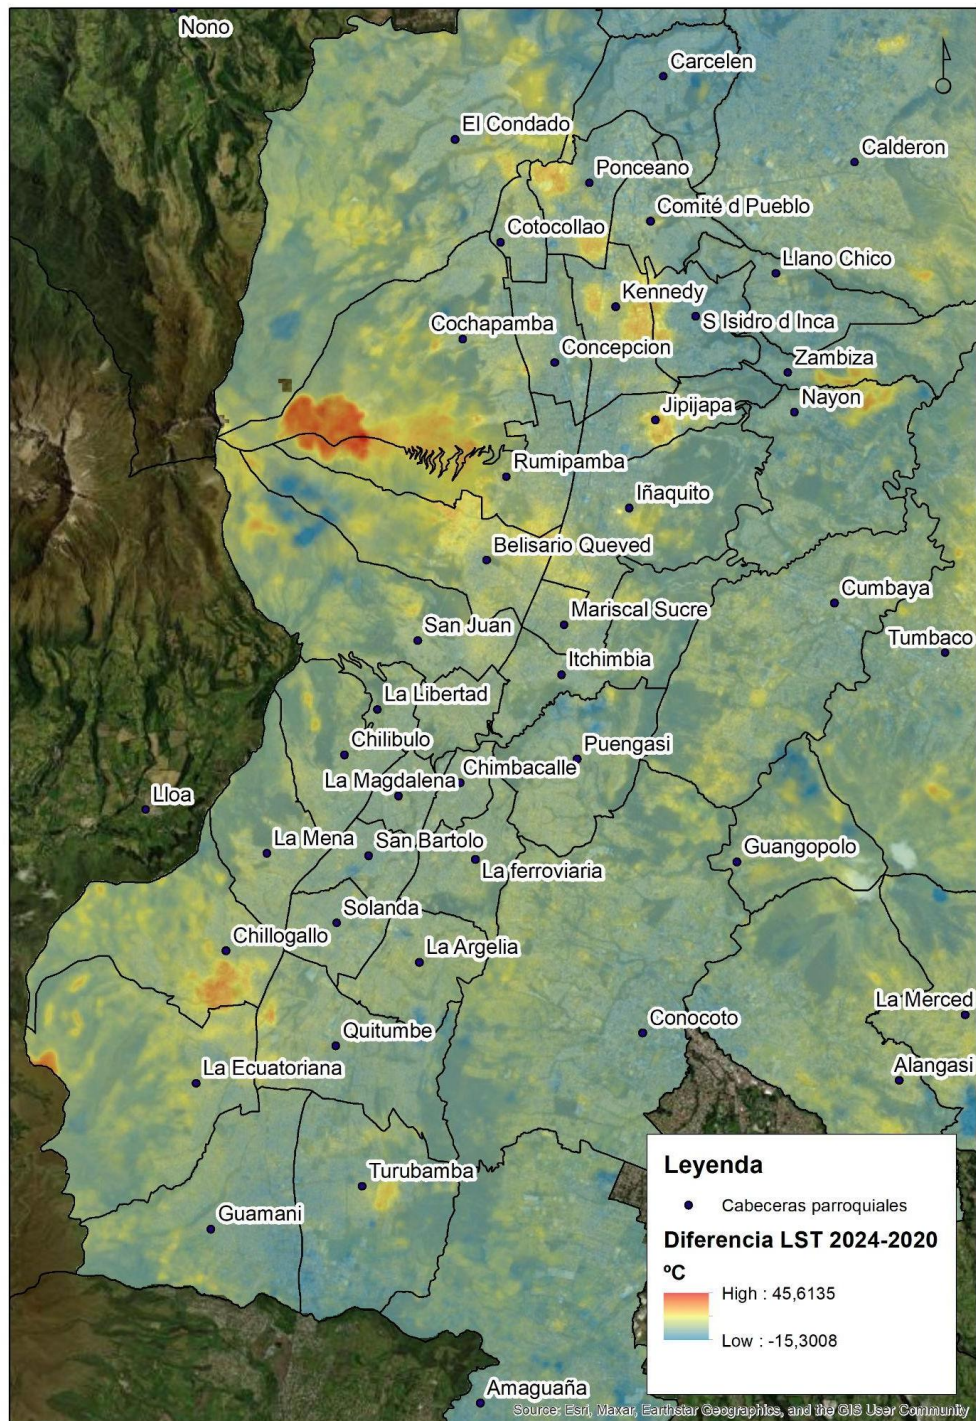 Nono
Carcelen
El Condado
Calderon
Ponceano
Comité d Pueblo
Cotocollao
Llano Chico
Kennedy
S Isidro d Inca
Cochapamba
Concepcion
Zambiza
Jipijapa
Nayon
Rumipamba
Iñaquito
Belisario Queved
Cumbaya
Mariscal Sucre
San Juan
Tumbaco
Itchimbia
La Libertad
Puengasi
Chilibulo
Chimbacalle
La Magdalena
Lloa
La Mena
San Bartolo
Guangopolo
La ferroviaria
Solanda
Chillogallo
La Argelia
La Merced
Conocoto
Quitumbe
La Ecuatoriana
Alangasi
Turubamba
Guamani
Amaguaña
Leyenda
Cabeceras parroquiales
Diferencia LST 2024-2020
ºC
High : 45,6135
Low : -15,3008
Source: Esri, Maxar, Earthstar Geographics, and the GIS User Community